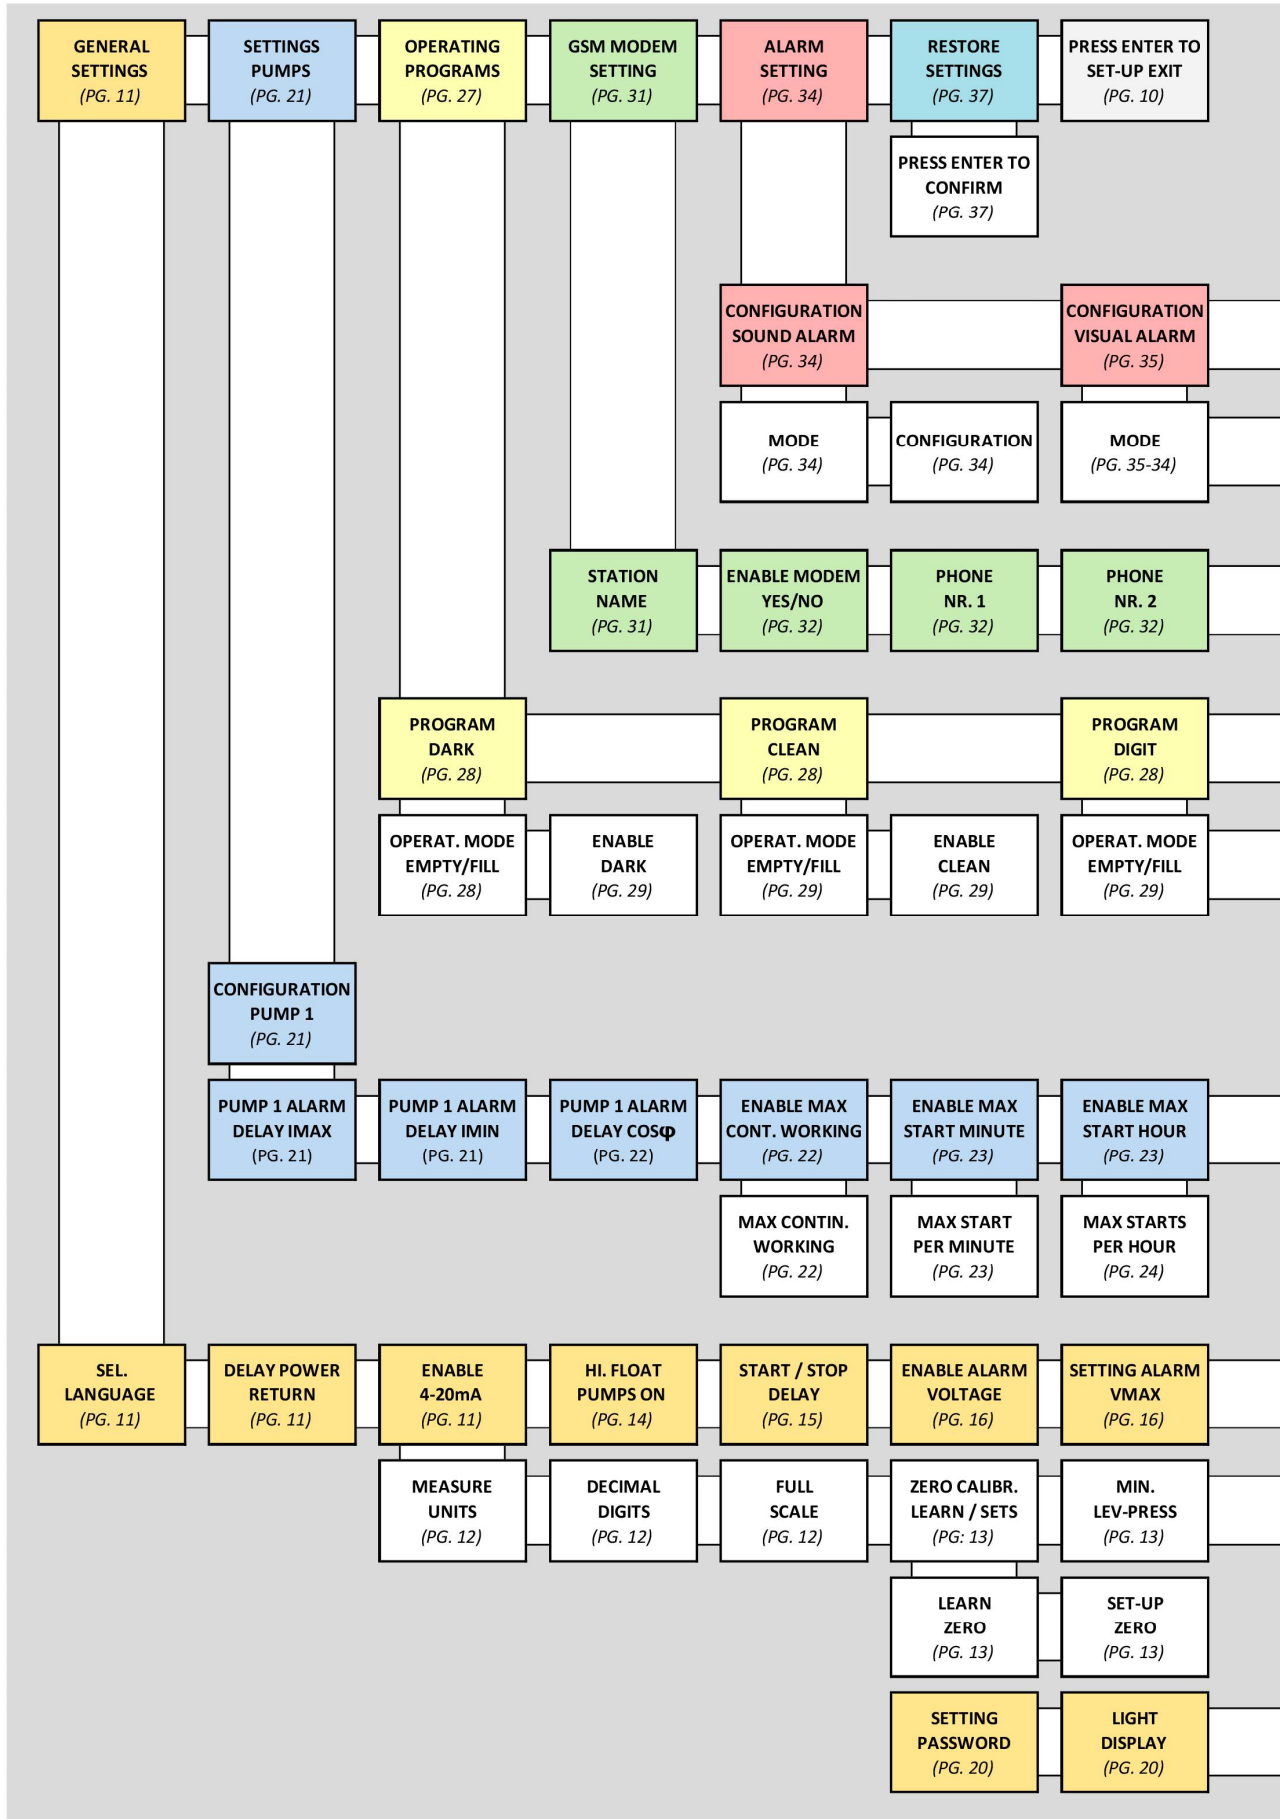 GENERAL
SETTINGS
(PG. 11)
SETTINGS
PUMPS
(PG. 21)
OPERATING
PROGRAMS
(PG. 27)
GSM MODEM
SETTING
(PG. 31)
ALARM
SETTING
(PG. 34)
RESTORE
SETTINGS
(PG. 37)
PRESS ENTER TO
SET-UP EXIT
(PG. 10)
PRESS ENTER TO
CONFIRM
(PG. 37)
CONFIGURATION
SOUND ALARM
(PG. 34)
CONFIGURATION
VISUAL ALARM
(PG. 35)
MODE
(PG. 34)
CONFIGURATION
(PG. 34)
MODE
(PG. 35-34)
STATION
NAME
(PG. 31)
ENABLE MODEM
YES/NO
(PG. 32)
PHONE
NR. 1
(PG. 32)
PHONE
NR. 2
(PG. 32)
PROGRAM
DARK
(PG. 28)
PROGRAM
CLEAN
(PG. 28)
PROGRAM
DIGIT
(PG. 28)
OPERAT. MODE
EMPTY/FILL
(PG. 28)
ENABLE
DARK
(PG. 29)
OPERAT. MODE
EMPTY/FILL
(PG. 29)
ENABLE
CLEAN
(PG. 29)
OPERAT. MODE
EMPTY/FILL
(PG. 29)
CONFIGURATION
PUMP 1
(PG. 21)
PUMP 1 ALARM
DELAY IMAX
(PG. 21)
PUMP 1 ALARM
DELAY IMIN
(PG. 21)
PUMP 1 ALARM
DELAY COSφ
(PG. 22)
ENABLE MAX
CONT. WORKING
(PG. 22)
ENABLE MAX
START MINUTE
(PG. 23)
ENABLE MAX
START HOUR
(PG. 23)
MAX CONTIN.
WORKING
(PG. 22)
MAX START
PER MINUTE
(PG. 23)
MAX STARTS
PER HOUR
(PG. 24)
SEL.
LANGUAGE
(PG. 11)
DELAY POWER
RETURN
(PG. 11)
ENABLE
4-20mA
(PG. 11)
HI. FLOAT
PUMPS ON
(PG. 14)
START / STOP
DELAY
(PG. 15)
ENABLE ALARM
VOLTAGE
(PG. 16)
SETTING ALARM
VMAX
(PG. 16)
MEASURE
UNITS
(PG. 12)
DECIMAL
DIGITS
(PG. 12)
FULL
SCALE
(PG. 12)
ZERO CALIBR.
LEARN / SETS
(PG: 13)
MIN.
LEV-PRESS
(PG. 13)
LEARN
ZERO
(PG. 13)
SET-UP
ZERO
(PG. 13)
SETTING
PASSWORD
(PG. 20)
LIGHT
DISPLAY
(PG. 20)